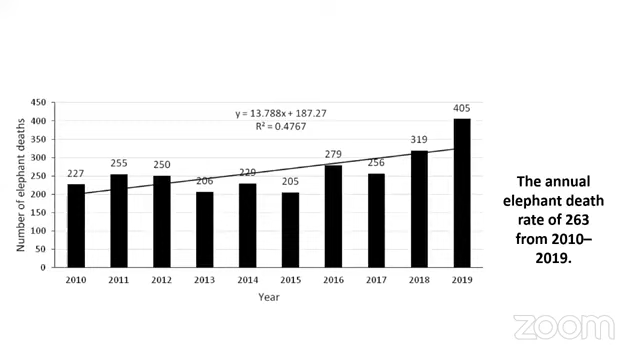 450
400
350
300
250
200
150
100
50
0
Number of elephant deaths
y = 13.788x + 187.27
R² = 0.4767
227
255
250
206
229
205
279
256
319
405
2010 2011 2012 2013 2014 2015 2016 2017 2018 2019
Year
The annual
elephant death
rate of 263
from 2010–
2019.
zoom